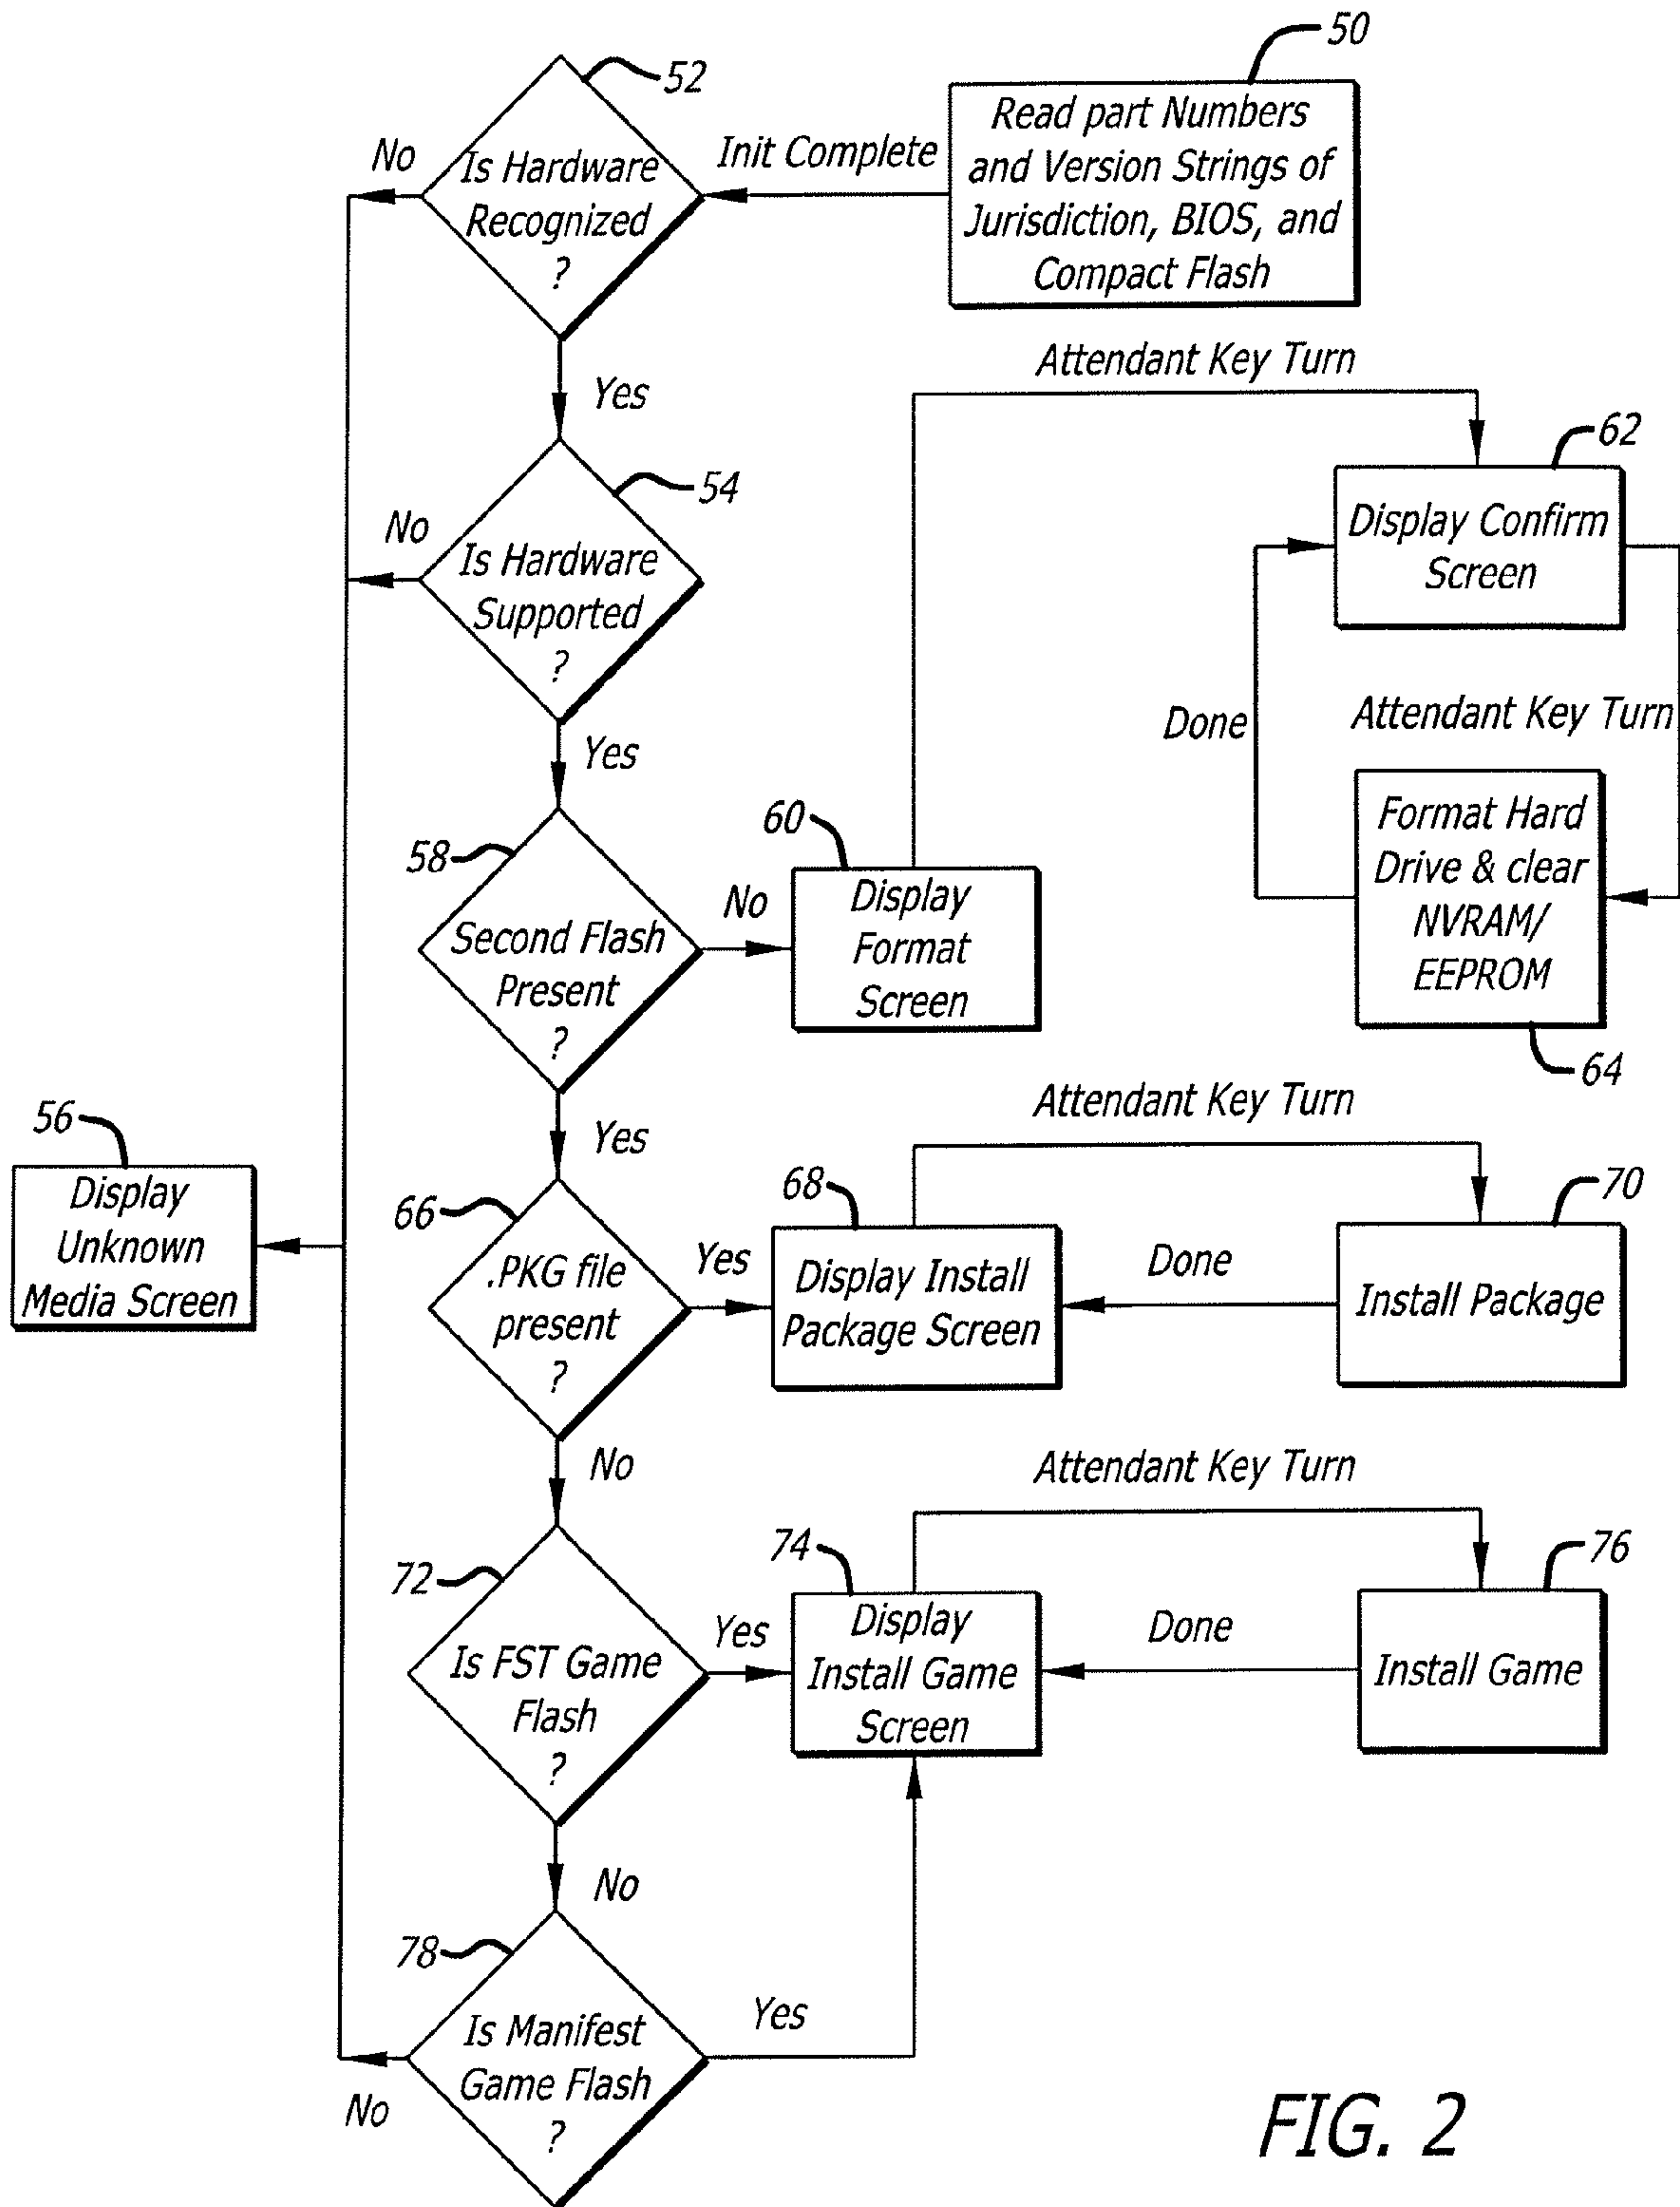 50
Read part Numbers
and Version Strings of
Jurisdiction, BIOS, and
Compact Flash
Init Complete
52
Is Hardware
Recognized
?
No
Yes
54
Is Hardware
Supported
?
No
Yes
56
Display
Unknown
Media Screen
58
Second Flash
Present
?
No
Yes
60
Display
Format
Screen
Attendant Key Turn
62
Display Confirm
Screen
Attendant Key Turn
Done
Format Hard
Drive & clear
NVRAM/
EEPROM
64
66
.PKG file
present
?
Yes
No
68
Display Install
Package Screen
Attendant Key Turn
70
Install Package
Done
72
Is FST Game
Flash
?
Yes
No
74
Display
Install Game
Screen
Attendant Key Turn
76
Install Game
Done
78
Is Manifest
Game Flash
?
Yes
No
FIG. 2